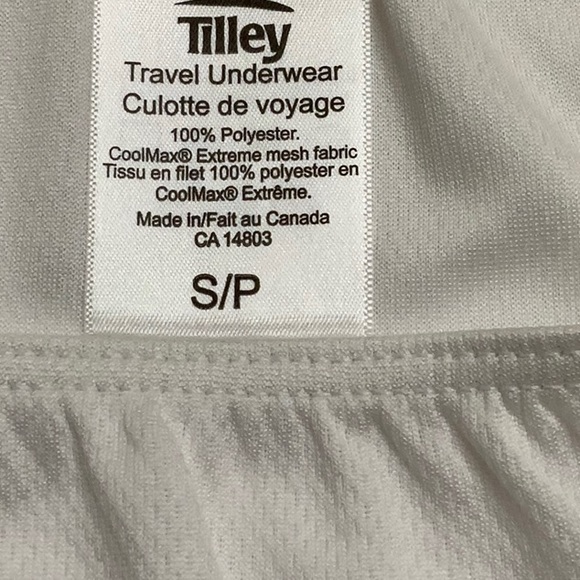 Tilley
Travel Underwear
Culotte de voyage
100% Polyester.
CoolMax® Extreme mesh fabric
Tissu en filet 100% polyester en
CoolMax® Extrême.
Made in/Fait au Canada
CA 14803
S/P